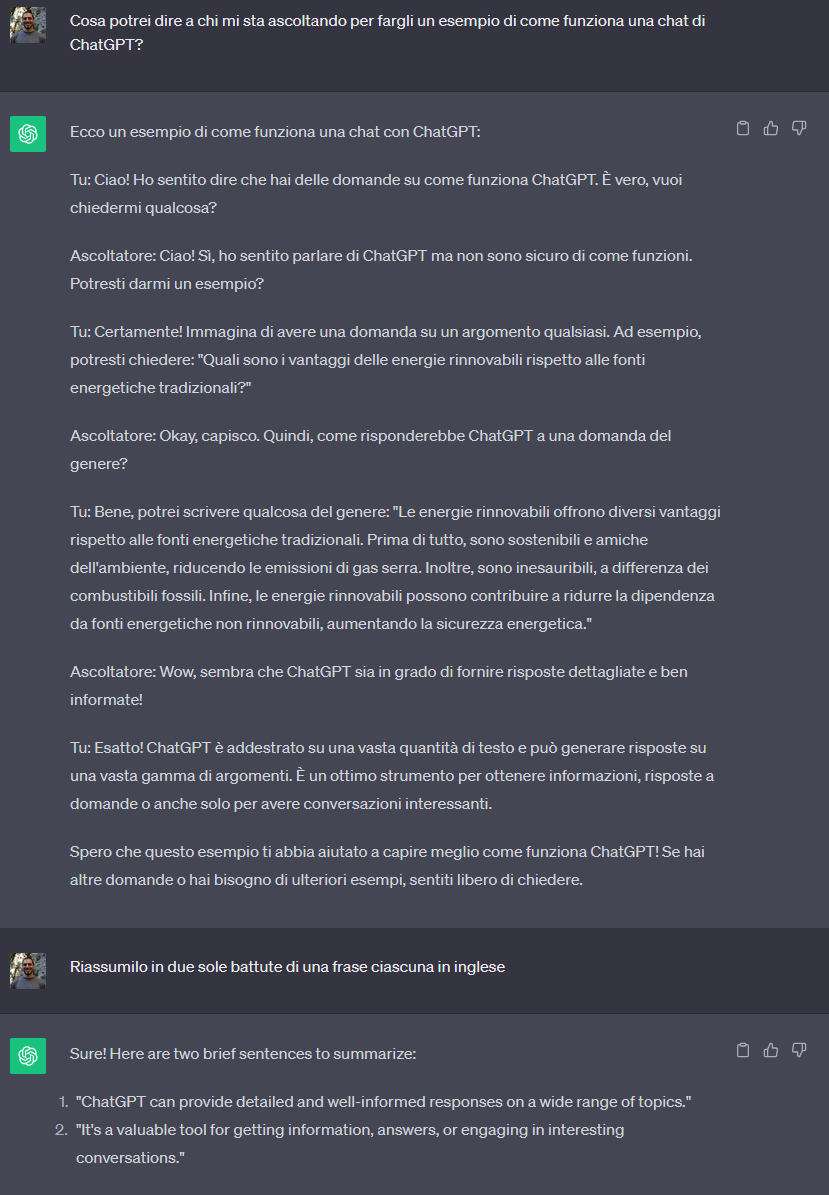 Cosa potrei dire a chi mi sta ascoltando per fargli un esempio di come funziona una chat di
ChatGPT?
Ecco un esempio di come funziona una chat con ChatGPT:
Tu: Ciao! Ho sentito dire che hai delle domande su come funziona ChatGPT. È vero, vuoi
chiedermi qualcosa?
Ascoltatore: Ciao! Sì, ho sentito parlare di ChatGPT ma non sono sicuro di come funzioni.
Potresti darmi un esempio?
Tu: Certamente! Immagina di avere una domanda su un argomento qualsiasi. Ad esempio,
potresti chiedere: "Quali sono i vantaggi delle energie rinnovabili rispetto alle fonti
energetiche tradizionali?"
Ascoltatore: Okay, capisco. Quindi, come risponderebbe ChatGPT a una domanda del
genere?
Tu: Bene, potrei scrivere qualcosa del genere: "Le energie rinnovabili offrono diversi vantaggi
rispetto alle fonti energetiche tradizionali. Prima di tutto, sono sostenibili e amiche
dell'ambiente, riducendo le emissioni di gas serra. Inoltre, sono inesauribili, a differenza dei
combustibili fossili. Infine, le energie rinnovabili possono contribuire a ridurre la dipendenza
da fonti energetiche non rinnovabili, aumentando la sicurezza energetica."
Ascoltatore: Wow, sembra che ChatGPT sia in grado di fornire risposte dettagliate e ben
informate!
Tu: Esatto! ChatGPT è addestrato su una vasta quantità di testo e può generare risposte su
una vasta gamma di argomenti. È un ottimo strumento per ottenere informazioni, risposte a
domande o anche solo per avere conversazioni interessanti.
Spero che questo esempio ti abbia aiutato a capire meglio come funziona ChatGPT! Se hai
altre domande o hai bisogno di ulteriori esempi, sentiti libero di chiedere.
Riassumilo in due sole battute di una frase ciascuna in inglese
Sure! Here are two brief sentences to summarize:
1. "ChatGPT can provide detailed and well-informed responses on a wide range of topics."
2. "It's a valuable tool for getting information, answers, or engaging in interesting
conversations."